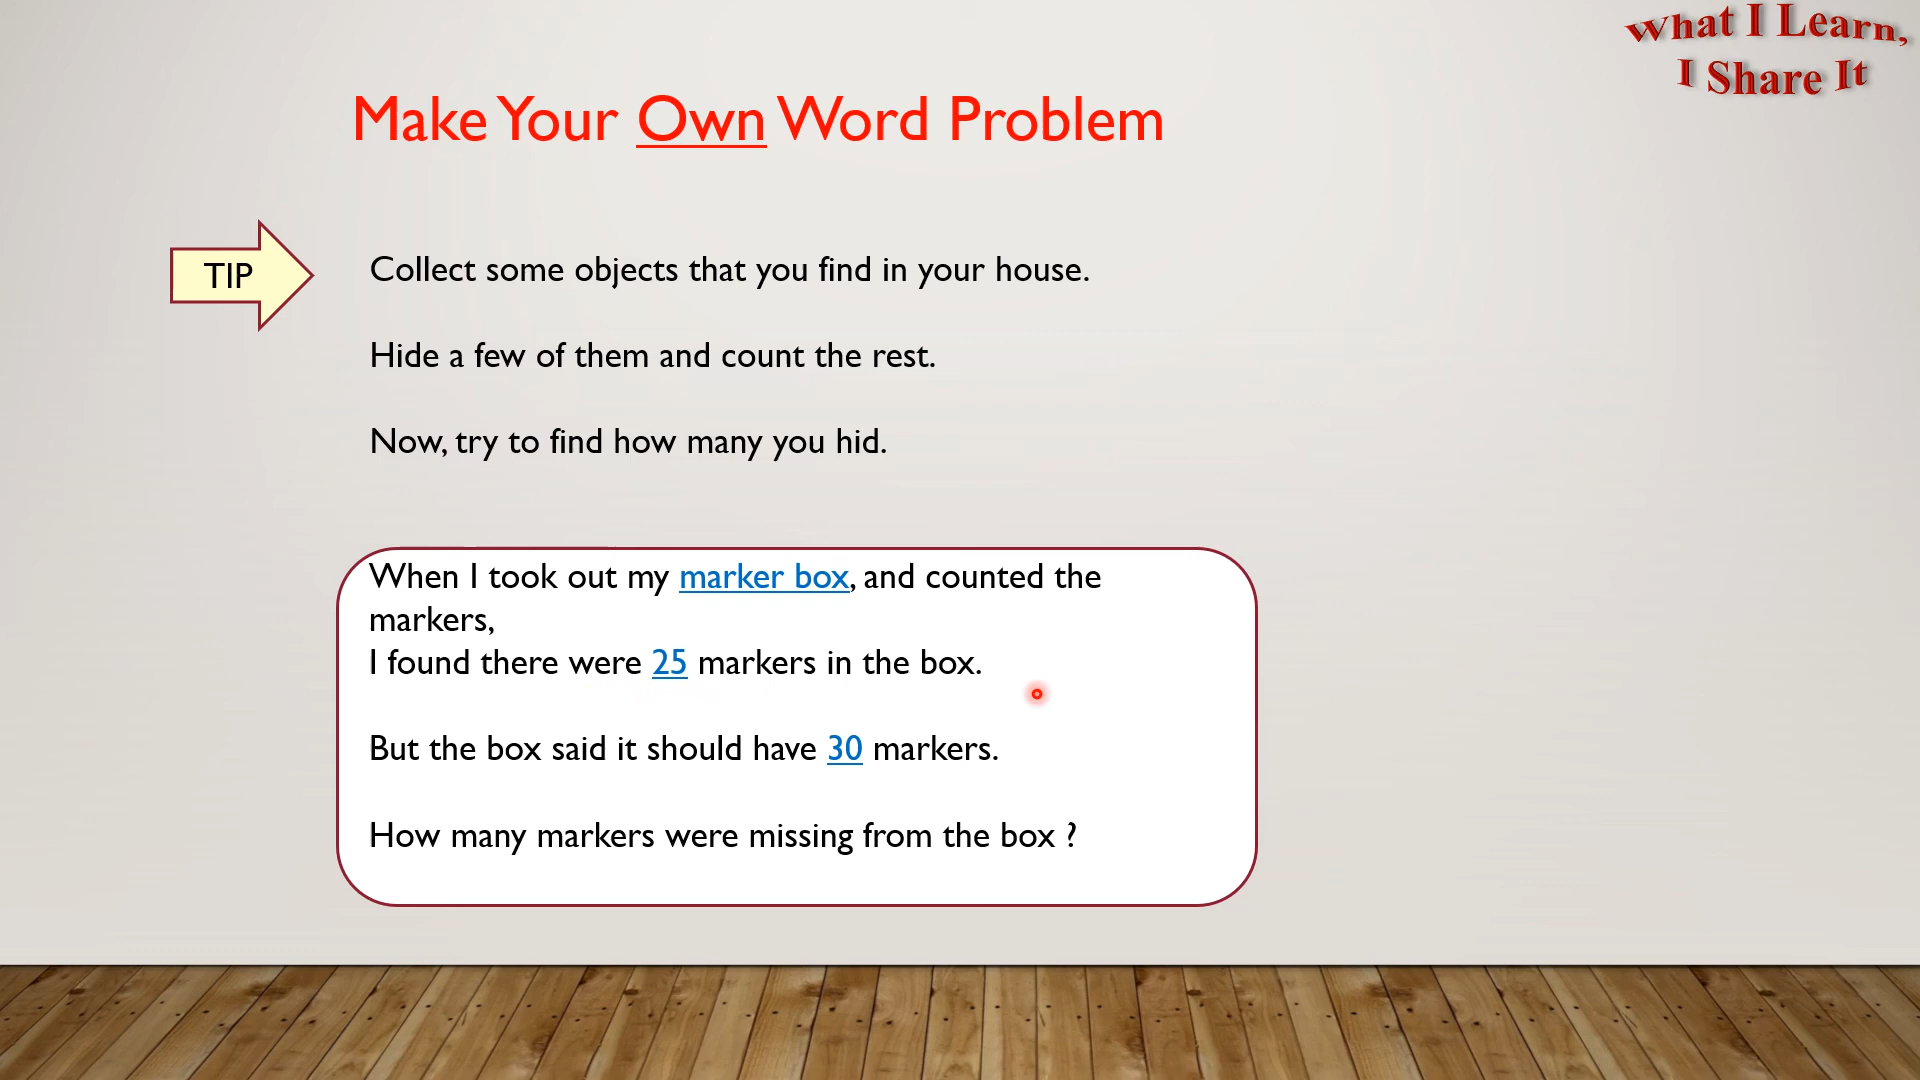 What I Learn,
I Share It
Make Your Own Word Problem
TIP
Collect some objects that you find in your house.
Hide a few of them and count the rest.
Now, try to find how many you hid.
When I took out my marker box, and counted the
markers,
I found there were 25 markers in the box.
But the box said it should have 30 markers.
How many markers were missing from the box ?